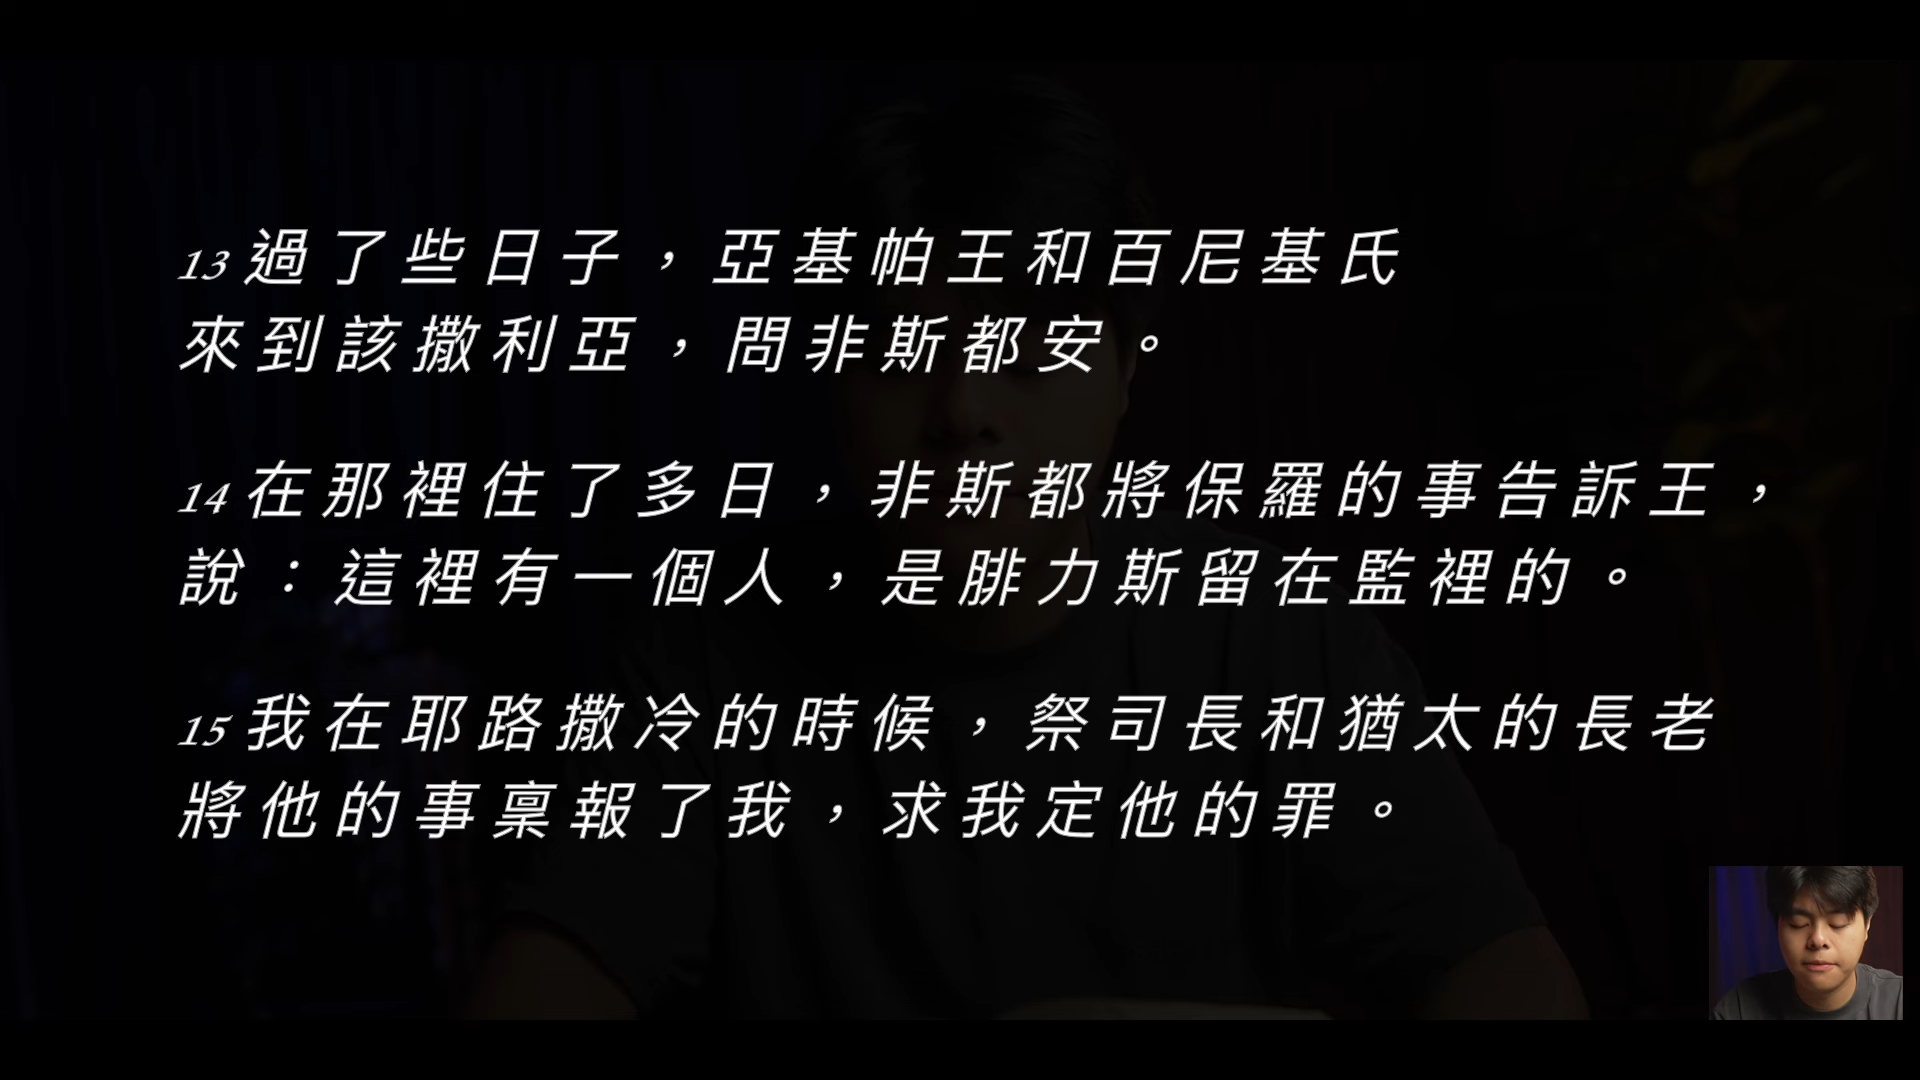 13 過了些日子，亞基帕王和百尼基氏
來到該撒利亞，問非斯都安。
14 在那裡住了多日，非斯都將保羅的事告訴王，
說：這裡有一個人，是腓力斯留在監裡的。
15 我在耶路撒冷的時候，祭司長和猶太的長老
將他的事稟報了我，求我定他的罪。